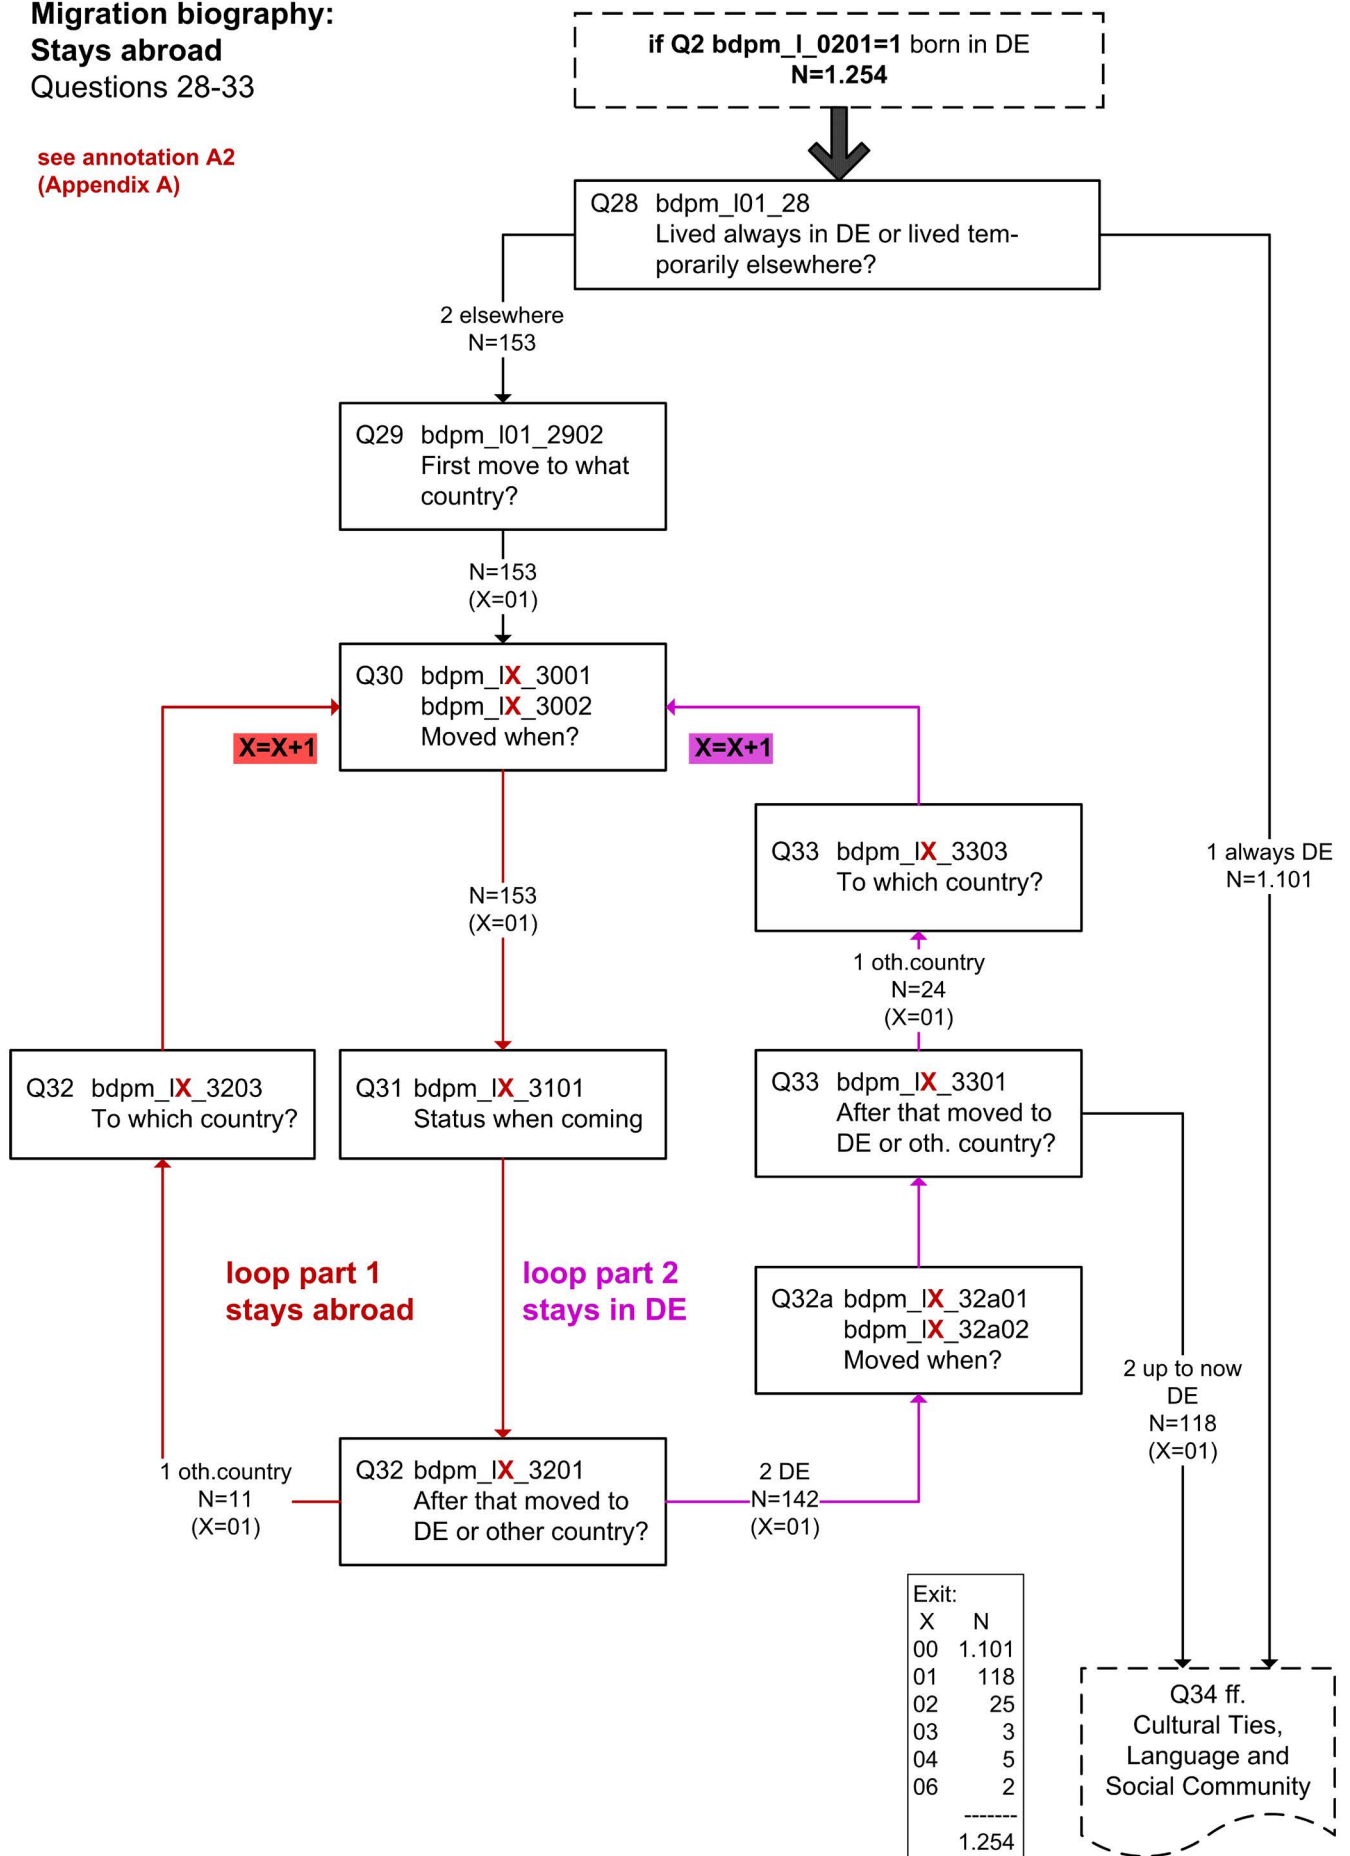 Migration biography:
Stays abroad
Questions 28-33
see annotation A2
(Appendix A)
if Q2 bdpm_l_0201=1 born in DE
N=1.254
Q28 bdpm_l01_28
Lived always in DE or lived tem-
porarily elsewhere?
2 elsewhere
N=153
Q29 bdpm_l01_2902
First move to what
country?
N=153
(X=01)
Q30 bdpm_lX_3001
bdpm_lX_3002
Moved when?
X=X+1
X=X+1
Q33 bdpm_lX_3303
To which country?
1 always DE
N=1.101
N=153
(X=01)
1 oth.country
N=24
(X=01)
Q32 bdpm_lX_3203
To which country?
Q31 bdpm_lX_3101
Status when coming
Q33 bdpm_lX_3301
After that moved to
DE or oth. country?
loop part 1
stays abroad
loop part 2
stays in DE
Q32a bdpm_lX_32a01
bdpm_lX_32a02
Moved when?
2 up to now
DE
N=118
(X=01)
1 oth.country
N=11
(X=01)
Q32 bdpm_lX_3201
After that moved to
DE or other country?
2 DE
N=142
(X=01)
Exit:
X N
00 1.101
01 118
02 25
03 3
04 5
06 2
-------
1.254
Q34 ff.
Cultural Ties,
Language and
Social Community